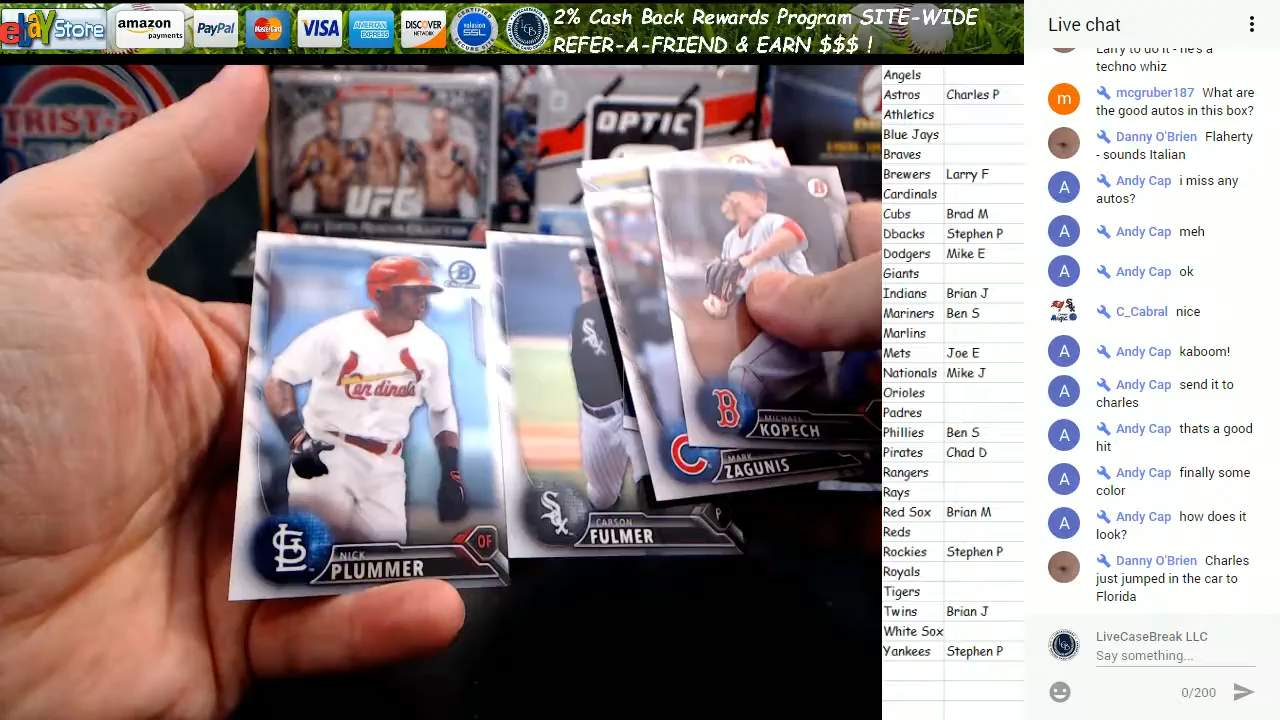 ebay Store
amazon payments
PayPal
MasterCard
VISA
AMERICAN EXPRESS
DISCOVER NETWORK
2% Cash Back Rewards Program SITE-WIDE
REFER-A-FRIEND & EARN $$$ !
TRIST
UFC
OPTIC
NICK
PLUMMER
OF
CARSON
FULMER
P
MARK
ZAGUNIS
MICHAEL
KOPECH
Cardinals
Angels
Astros Charles P
Athletics
Blue Jays
Braves
Brewers Larry F
Cardinals
Cubs Brad M
Dbacks Stephen P
Dodgers Mike E
Giants
Indians Brian J
Mariners Ben S
Marlins
Mets Joe E
Nationals Mike J
Orioles
Padres
Phillies Ben S
Pirates Chad D
Rangers
Rays
Red Sox Brian M
Reds
Rockies Stephen P
Royals
Tigers
Twins Brian J
White Sox
Yankees Stephen P
Live chat
Larry to do it - he's a
techno whiz
mcgruber187 What are
the good autos in this box?
Danny O'Brien Flaherty
- sounds Italian
Andy Cap i miss any
autos?
Andy Cap meh
Andy Cap ok
C_Cabral nice
Andy Cap kaboom!
Andy Cap send it to
charles
Andy Cap thats a good
hit
Andy Cap finally some
color
Andy Cap how does it
look?
Danny O'Brien Charles
just jumped in the car to
Florida
LiveCaseBreak LLC
Say something...
0/200